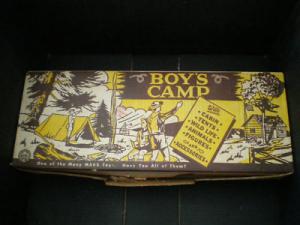 BOY'S
CAMP
CABIN
TENTS
WILD LIFE
ANIMALS
FIGURES
AND
ACCESSORIES
One of the Many MARX Toys... Have You All of Them?